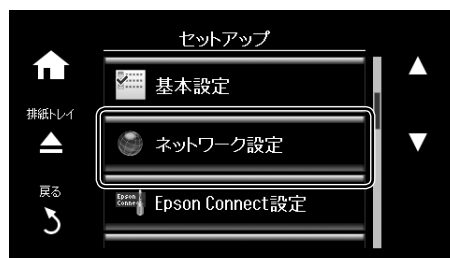 セットアップ
基本設定
排紙トレイ
ネットワーク設定
戻る
Epson Connect
Epson Connect設定